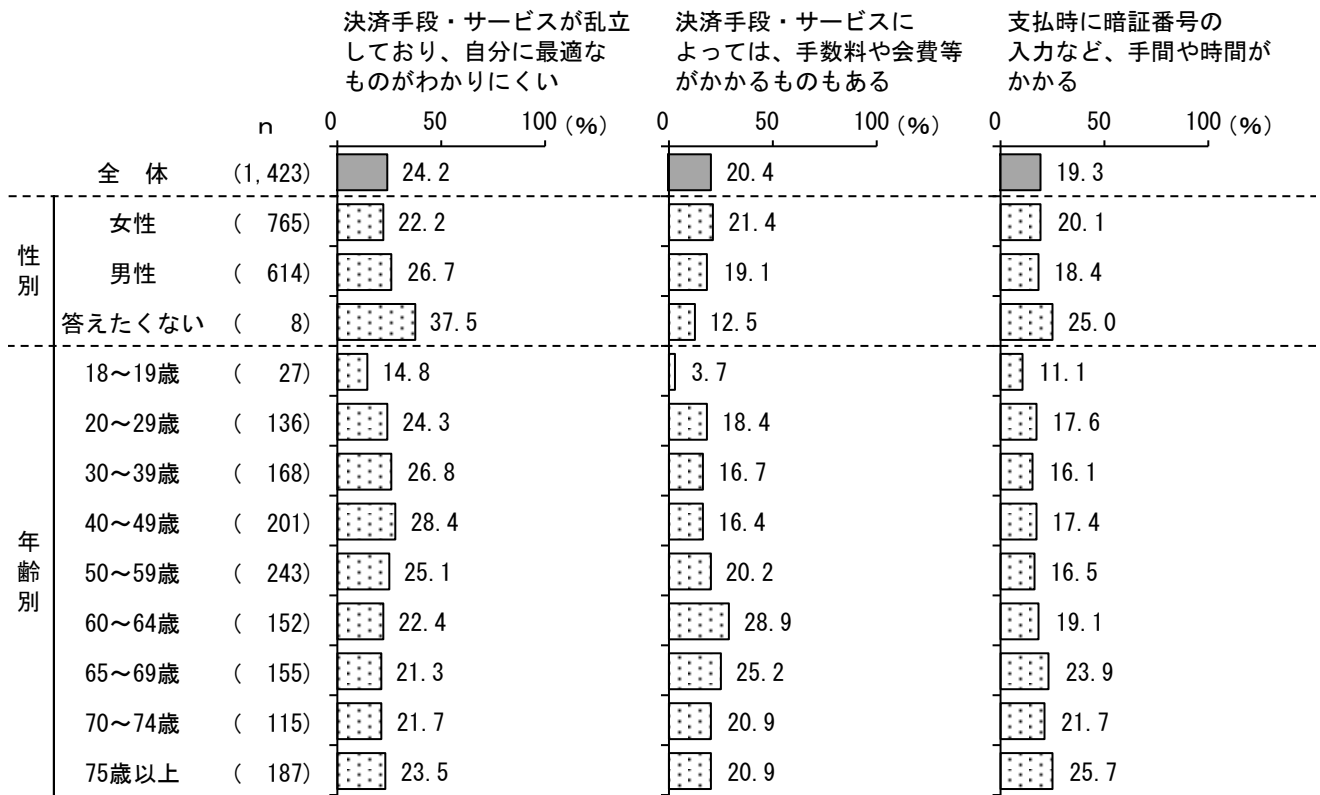 決済手段・サービスが乱立
しており、自分に最適な
ものがわかりにくい
決済手段・サービスに
よっては、手数料や会費等
がかかるものもある
支払時に暗証番号の
入力など、手間や時間が
かかる
n 0 50 100 (%) 0 50 100 (%) 0 50 100 (%)
全 体 (1,423) 24.2 20.4 19.3
性別
女性 ( 765) 22.2 21.4 20.1
男性 ( 614) 26.7 19.1 18.4
答えたくない ( 8) 37.5 12.5 25.0
年齢別
18～19歳 ( 27) 14.8 3.7 11.1
20～29歳 ( 136) 24.3 18.4 17.6
30～39歳 ( 168) 26.8 16.7 16.1
40～49歳 ( 201) 28.4 16.4 17.4
50～59歳 ( 243) 25.1 20.2 16.5
60～64歳 ( 152) 22.4 28.9 19.1
65～69歳 ( 155) 21.3 25.2 23.9
70～74歳 ( 115) 21.7 20.9 21.7
75歳以上 ( 187) 23.5 20.9 25.7